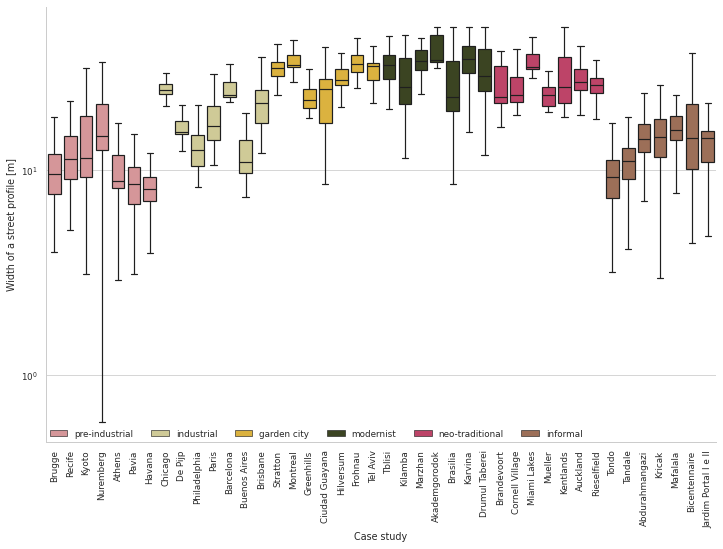 Width of a street profile [m]
10¹
10⁰
pre-industrial
industrial
garden city
modernist
neo-traditional
informal
Brugge
Recife
Kyoto
Nuremberg
Athens
Pavia
Havana
Chicago
De Pijp
Philadelphia
Paris
Barcelona
Buenos Aires
Brisbane
Stratton
Montreal
Greenhills
Ciudad Guayana
Hilversum
Frohnau
Tel Aviv
Tblisi
Kilamba
Marzhan
Akademgorodok
Brasilia
Karvina
Drumul Taberei
Brandevoort
Cornell Village
Miami Lakes
Mueller
Kentlands
Auckland
Rieselfield
Tondo
Tandale
Abdurahmangazi
Kricak
Mafalala
Bicentennaire
Jardim Portal I e II
Case study